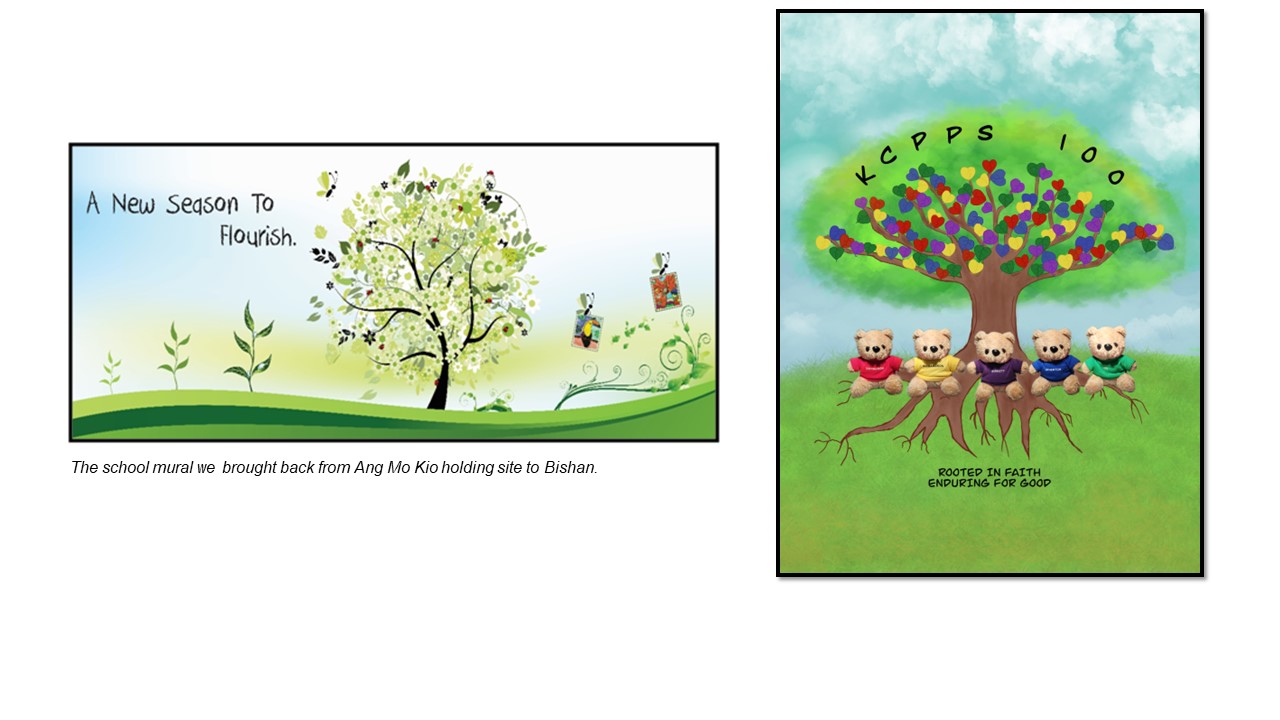 A New Season To
Flourish.
The school mural we brought back from Ang Mo Kio holding site to Bishan.
KCPPS 100
ROOTED IN FAITH
ENDURING FOR GOOD